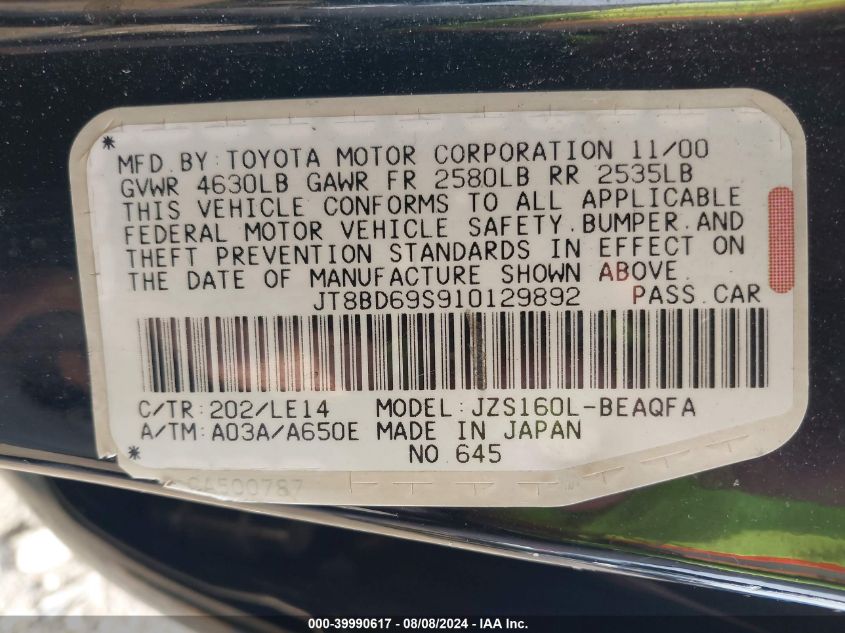 MFD. BY: TOYOTA MOTOR CORPORATION 11/00
GVWR 4630LB GAWR FR 2580LB RR 2535LB
THIS VEHICLE CONFORMS TO ALL APPLICABLE
FEDERAL MOTOR VEHICLE SAFETY, BUMPER, AND
THEFT PREVENTION STANDARDS IN EFFECT ON
THE DATE OF MANUFACTURE SHOWN ABOVE.
JT8BD69S910129892 PASS. CAR
C/TR: 202/LE14 MODEL: JZS160L-BEAQFA
A/TM: A03A/A650E MADE IN JAPAN
NO. 645
000-39990617 - 08/08/2024 - IAA Inc.